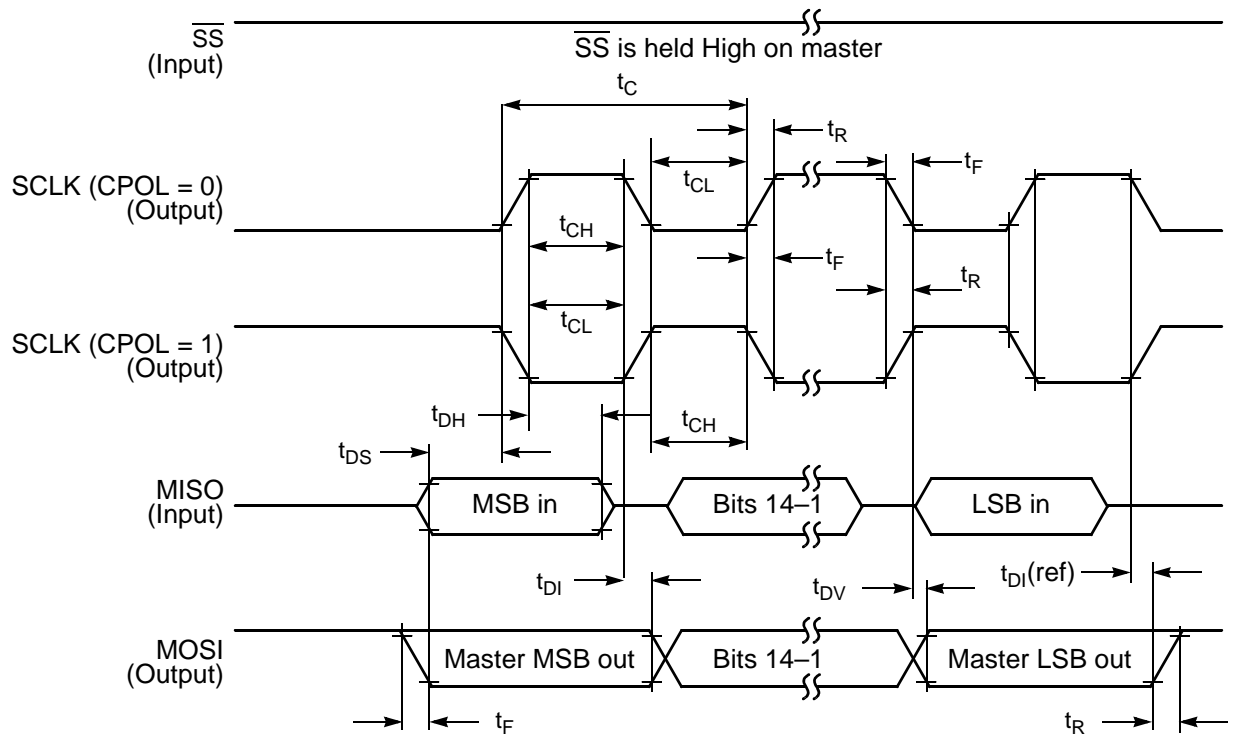 SS
(Input)
SS is held High on master
tC
tR
tF
SCLK (CPOL = 0)
(Output)
tCL
tCH
tF
tR
tCL
SCLK (CPOL = 1)
(Output)
tDH
tCH
tDS
MISO
(Input)
MSB in
Bits 14–1
LSB in
tDI
tDV
tDI(ref)
MOSI
(Output)
Master MSB out
Bits 14–1
Master LSB out
tF
tR